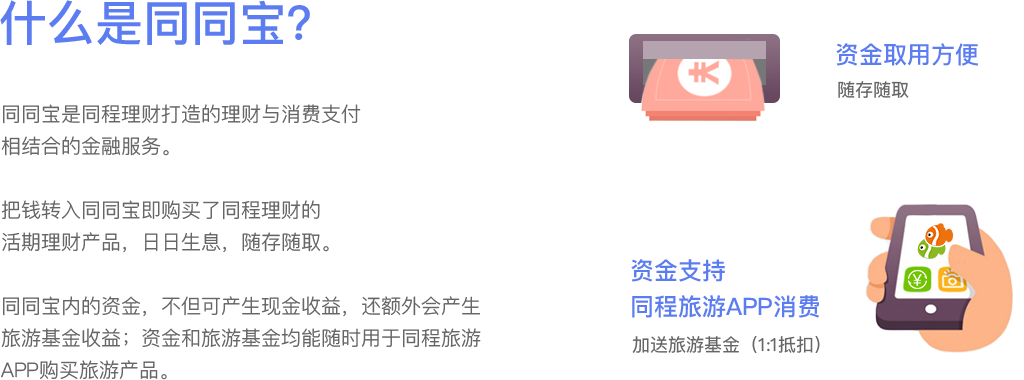 什么是同同宝?
同同宝是同程理财打造的理财与消费支付
相结合的金融服务。
把钱转入同同宝即购买了同程理财的
活期理财产品，日日生息，随存随取。
同同宝内的资金，不但可产生现金收益，还额外会产生
旅游基金收益；资金和旅游基金均能随时用于同程旅游
APP购买旅游产品。
资金取用方便
随存随取
资金支持
同程旅游APP消费
加送旅游基金（1:1抵扣）